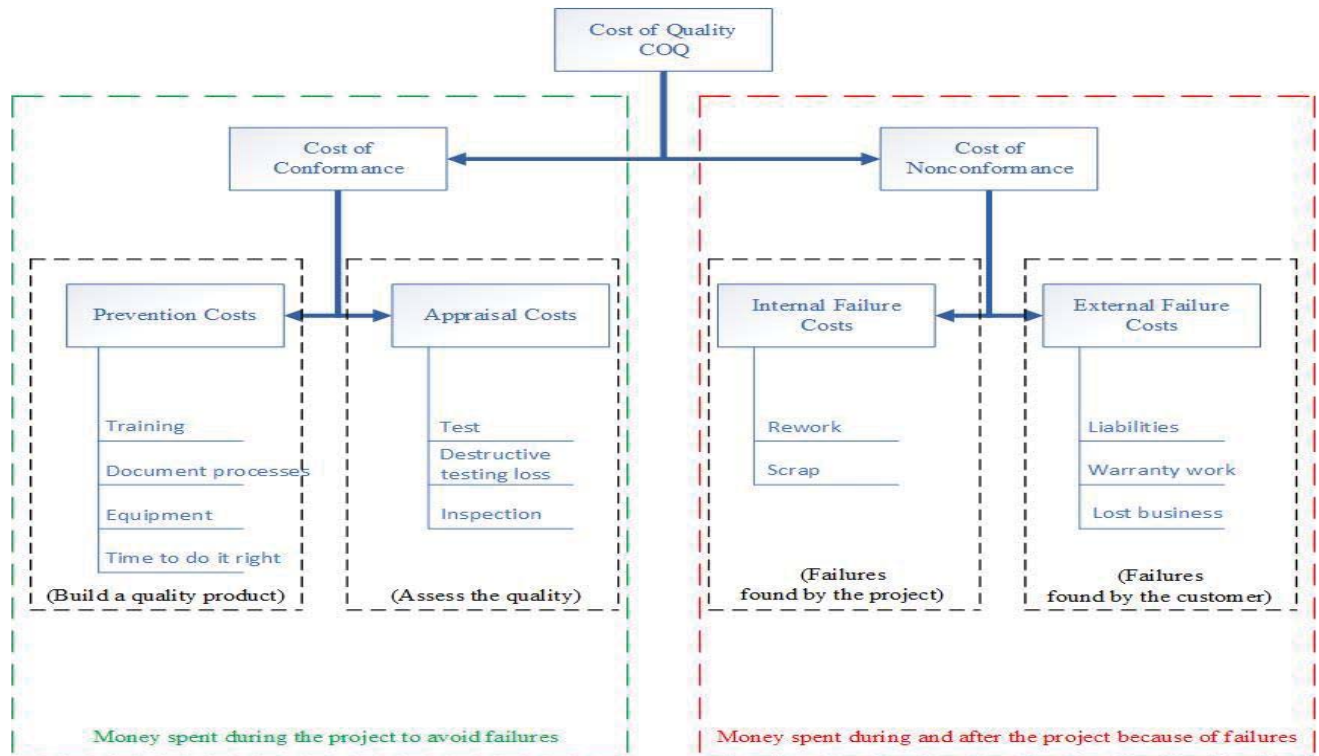 Cost of Quality
COQ
Cost of
Conformance
Cost of
Nonconformance
Prevention Costs
Training
Document processes
Equipment
Time to do it right
(Build a quality product)
Appraisal Costs
Test
Destructive
testing loss
Inspection
(Assess the quality)
Internal Failure
Costs
Rework
Scrap
(Failures
found by the project)
External Failure
Costs
Liabilities
Warranty work
Lost business
(Failures
found by the customer)
Money spent during the project to avoid failures
Money spent during and after the project because of failures